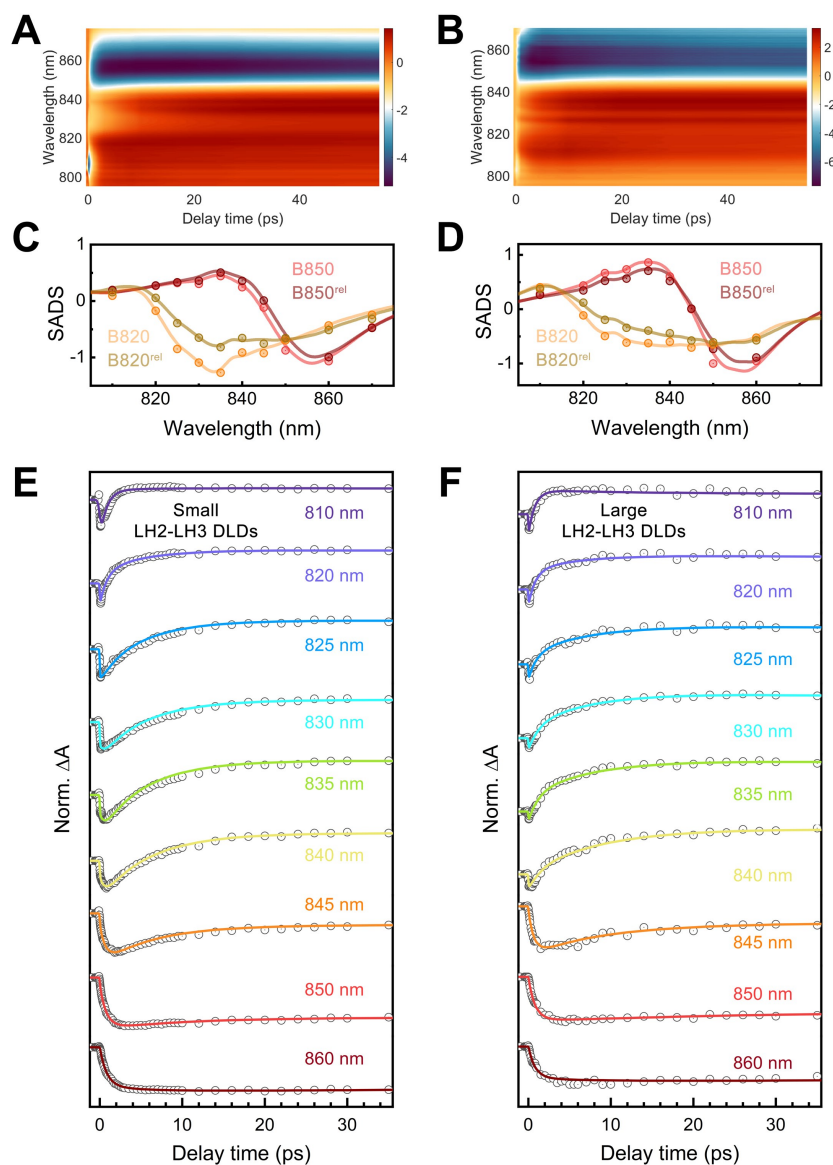 A
B
Wavelength (nm)
860
840
820
800
0
20
40
Delay time (ps)
0
-2
-4
Wavelength (nm)
860
840
820
800
0
20
40
Delay time (ps)
2
0
-2
-4
-6
C
D
SADS
1
0
-1
B850
B850rel
B820
B820rel
820
840
860
Wavelength (nm)
SADS
1
0
-1
B850
B850rel
B820
B820rel
820
840
860
Wavelength (nm)
E
F
Norm. ΔA
Small
LH2-LH3 DLDs
810 nm
820 nm
825 nm
830 nm
835 nm
840 nm
845 nm
850 nm
860 nm
0
10
20
30
Delay time (ps)
Norm. ΔA
Large
LH2-LH3 DLDs
810 nm
820 nm
825 nm
830 nm
835 nm
840 nm
845 nm
850 nm
860 nm
0
10
20
30
Delay time (ps)